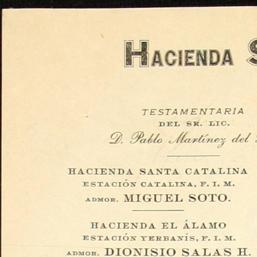 HACIENDA S
TESTAMENTARIA
DEL SR. LIC.
D. Pablo Martínez del
HACIENDA SANTA CATALINA
ESTACIÓN CATALINA, F. I. M.
ADMOR. MIGUEL SOTO.
HACIENDA EL ÁLAMO
ESTACIÓN YERBANÍS, F. I. M.
ADMOR. DIONISIO SALAS H.